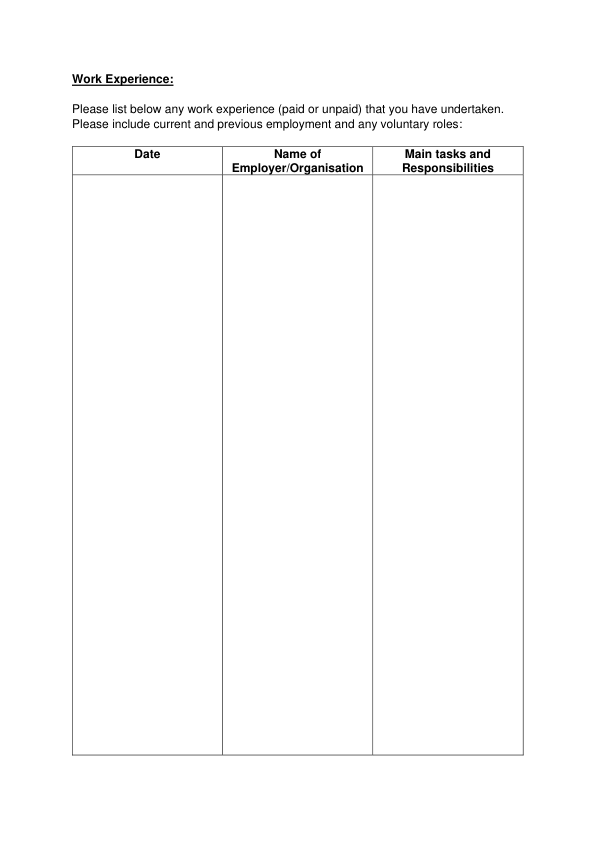 Work Experience:
Please list below any work experience (paid or unpaid) that you have undertaken.
Please include current and previous employment and any voluntary roles:
Date
Name of
Employer/Organisation
Main tasks and
Responsibilities